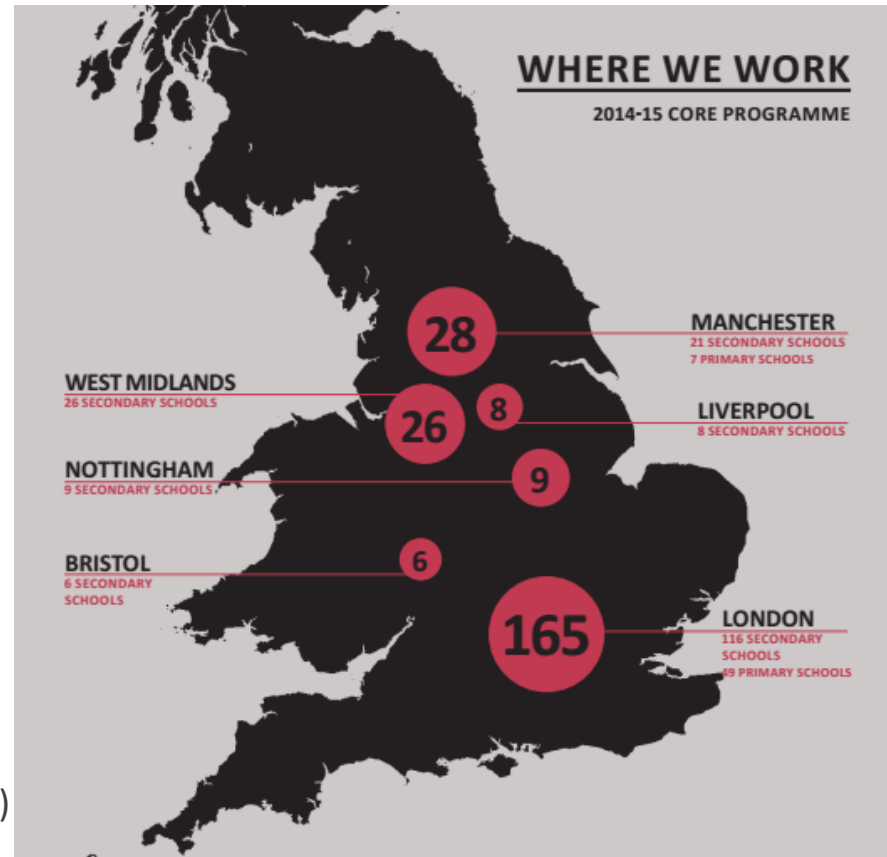 WHERE WE WORK
2014-15 CORE PROGRAMME
28
MANCHESTER
21 SECONDARY SCHOOLS
7 PRIMARY SCHOOLS
WEST MIDLANDS
26 SECONDARY SCHOOLS
26
8
LIVERPOOL
8 SECONDARY SCHOOLS
NOTTINGHAM
9 SECONDARY SCHOOLS
9
BRISTOL
6 SECONDARY
SCHOOLS
6
165
LONDON
116 SECONDARY
SCHOOLS
49 PRIMARY SCHOOLS
)